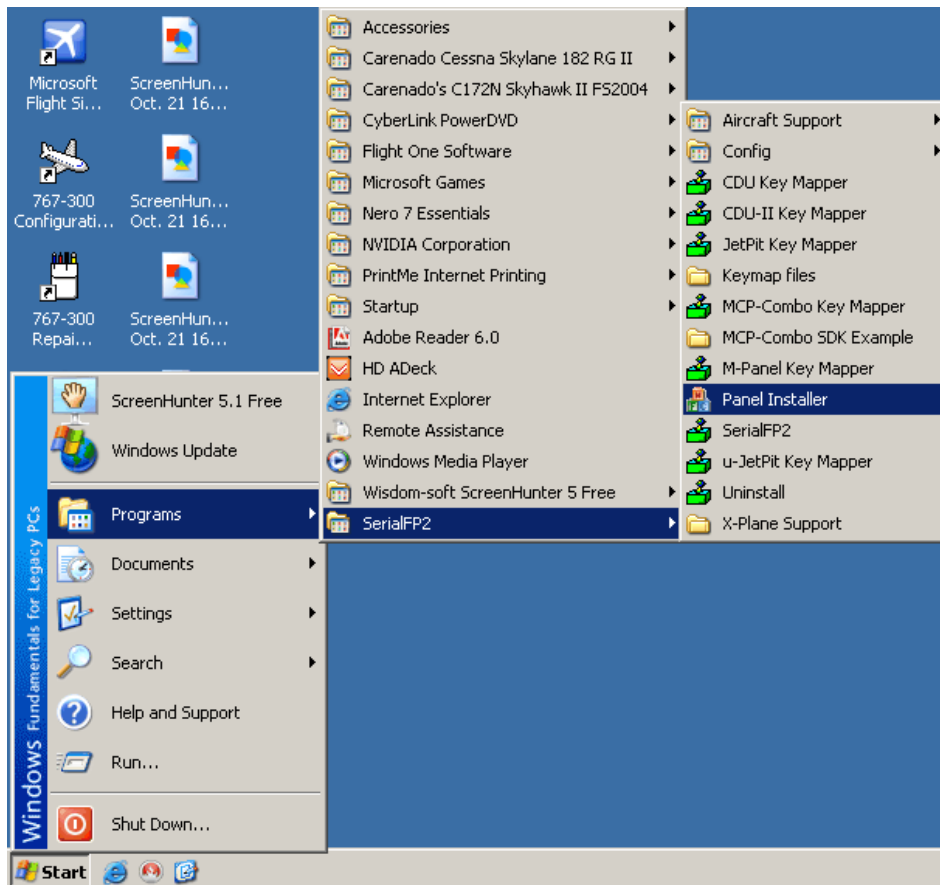 Microsoft
Flight Si...
ScreenHun...
Oct. 21 16...
767-300
Configurati...
ScreenHun...
Oct. 21 16...
767-300
Repai...
ScreenHun...
Oct. 21 16...
Windows Fundamentals for Legacy PCs
ScreenHunter 5.1 Free
Windows Update
Programs
Documents
Settings
Search
Help and Support
Run...
Shut Down...
Accessories
Carenado Cessna Skylane 182 RG II
Carenado's C172N Skyhawk II FS2004
CyberLink PowerDVD
Flight One Software
Microsoft Games
Nero 7 Essentials
NVIDIA Corporation
PrintMe Internet Printing
Startup
Adobe Reader 6.0
HD ADeck
Internet Explorer
Remote Assistance
Windows Media Player
Wisdom-soft ScreenHunter 5 Free
SerialFP2
Aircraft Support
Config
CDU Key Mapper
CDU-II Key Mapper
JetPit Key Mapper
Keymap files
MCP-Combo Key Mapper
MCP-Combo SDK Example
M-Panel Key Mapper
Panel Installer
SerialFP2
u-JetPit Key Mapper
Uninstall
X-Plane Support
Start